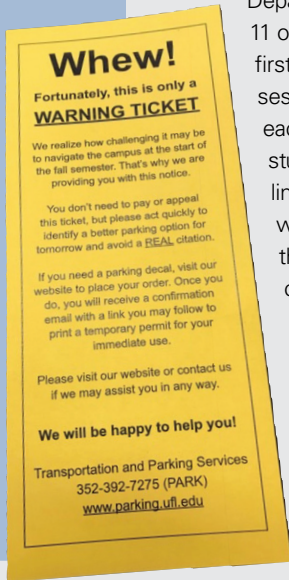 Whew!
Fortunately, this is only a
WARNING TICKET
We realize how challenging it may be
to navigate the campus at the start of
the fall semester. That's why we are
providing you with this notice.
You don't need to pay or appeal
this ticket, but please act quickly to
identify a better parking option for
tomorrow and avoid a REAL citation.
If you need a parking decal, visit our
website to place your order. Once you
do, you will receive a confirmation
email with a link you may follow to
print a temporary permit for your
immediate use.
Please visit our website or contact us
if we may assist you in any way.
We will be happy to help you!
Transportation and Parking Services
352-392-7275 (PARK)
www.parking.ufl.edu
11 o
first